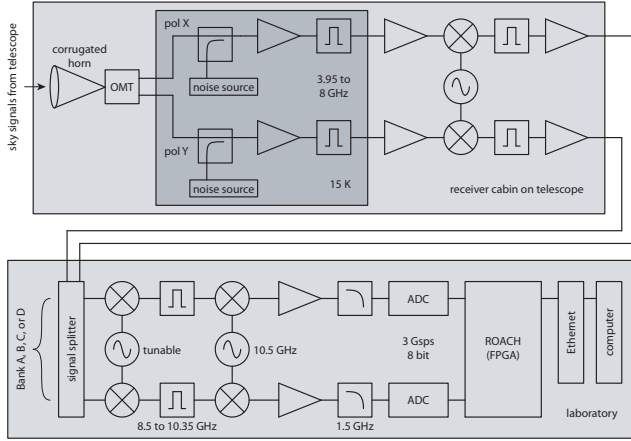 sky signals from telescope
corrugated
horn
OMT
pol X
noise source
3.95 to
8 GHz
pol Y
noise source
15 K
receiver cabin on telescope
Bank A, B, C, or D
signal splitter
tunable
10.5 GHz
8.5 to 10.35 GHz
1.5 GHz
ADC
3 Gsps
8 bit
ADC
ROACH
(FPGA)
Ethernet
computer
laboratory